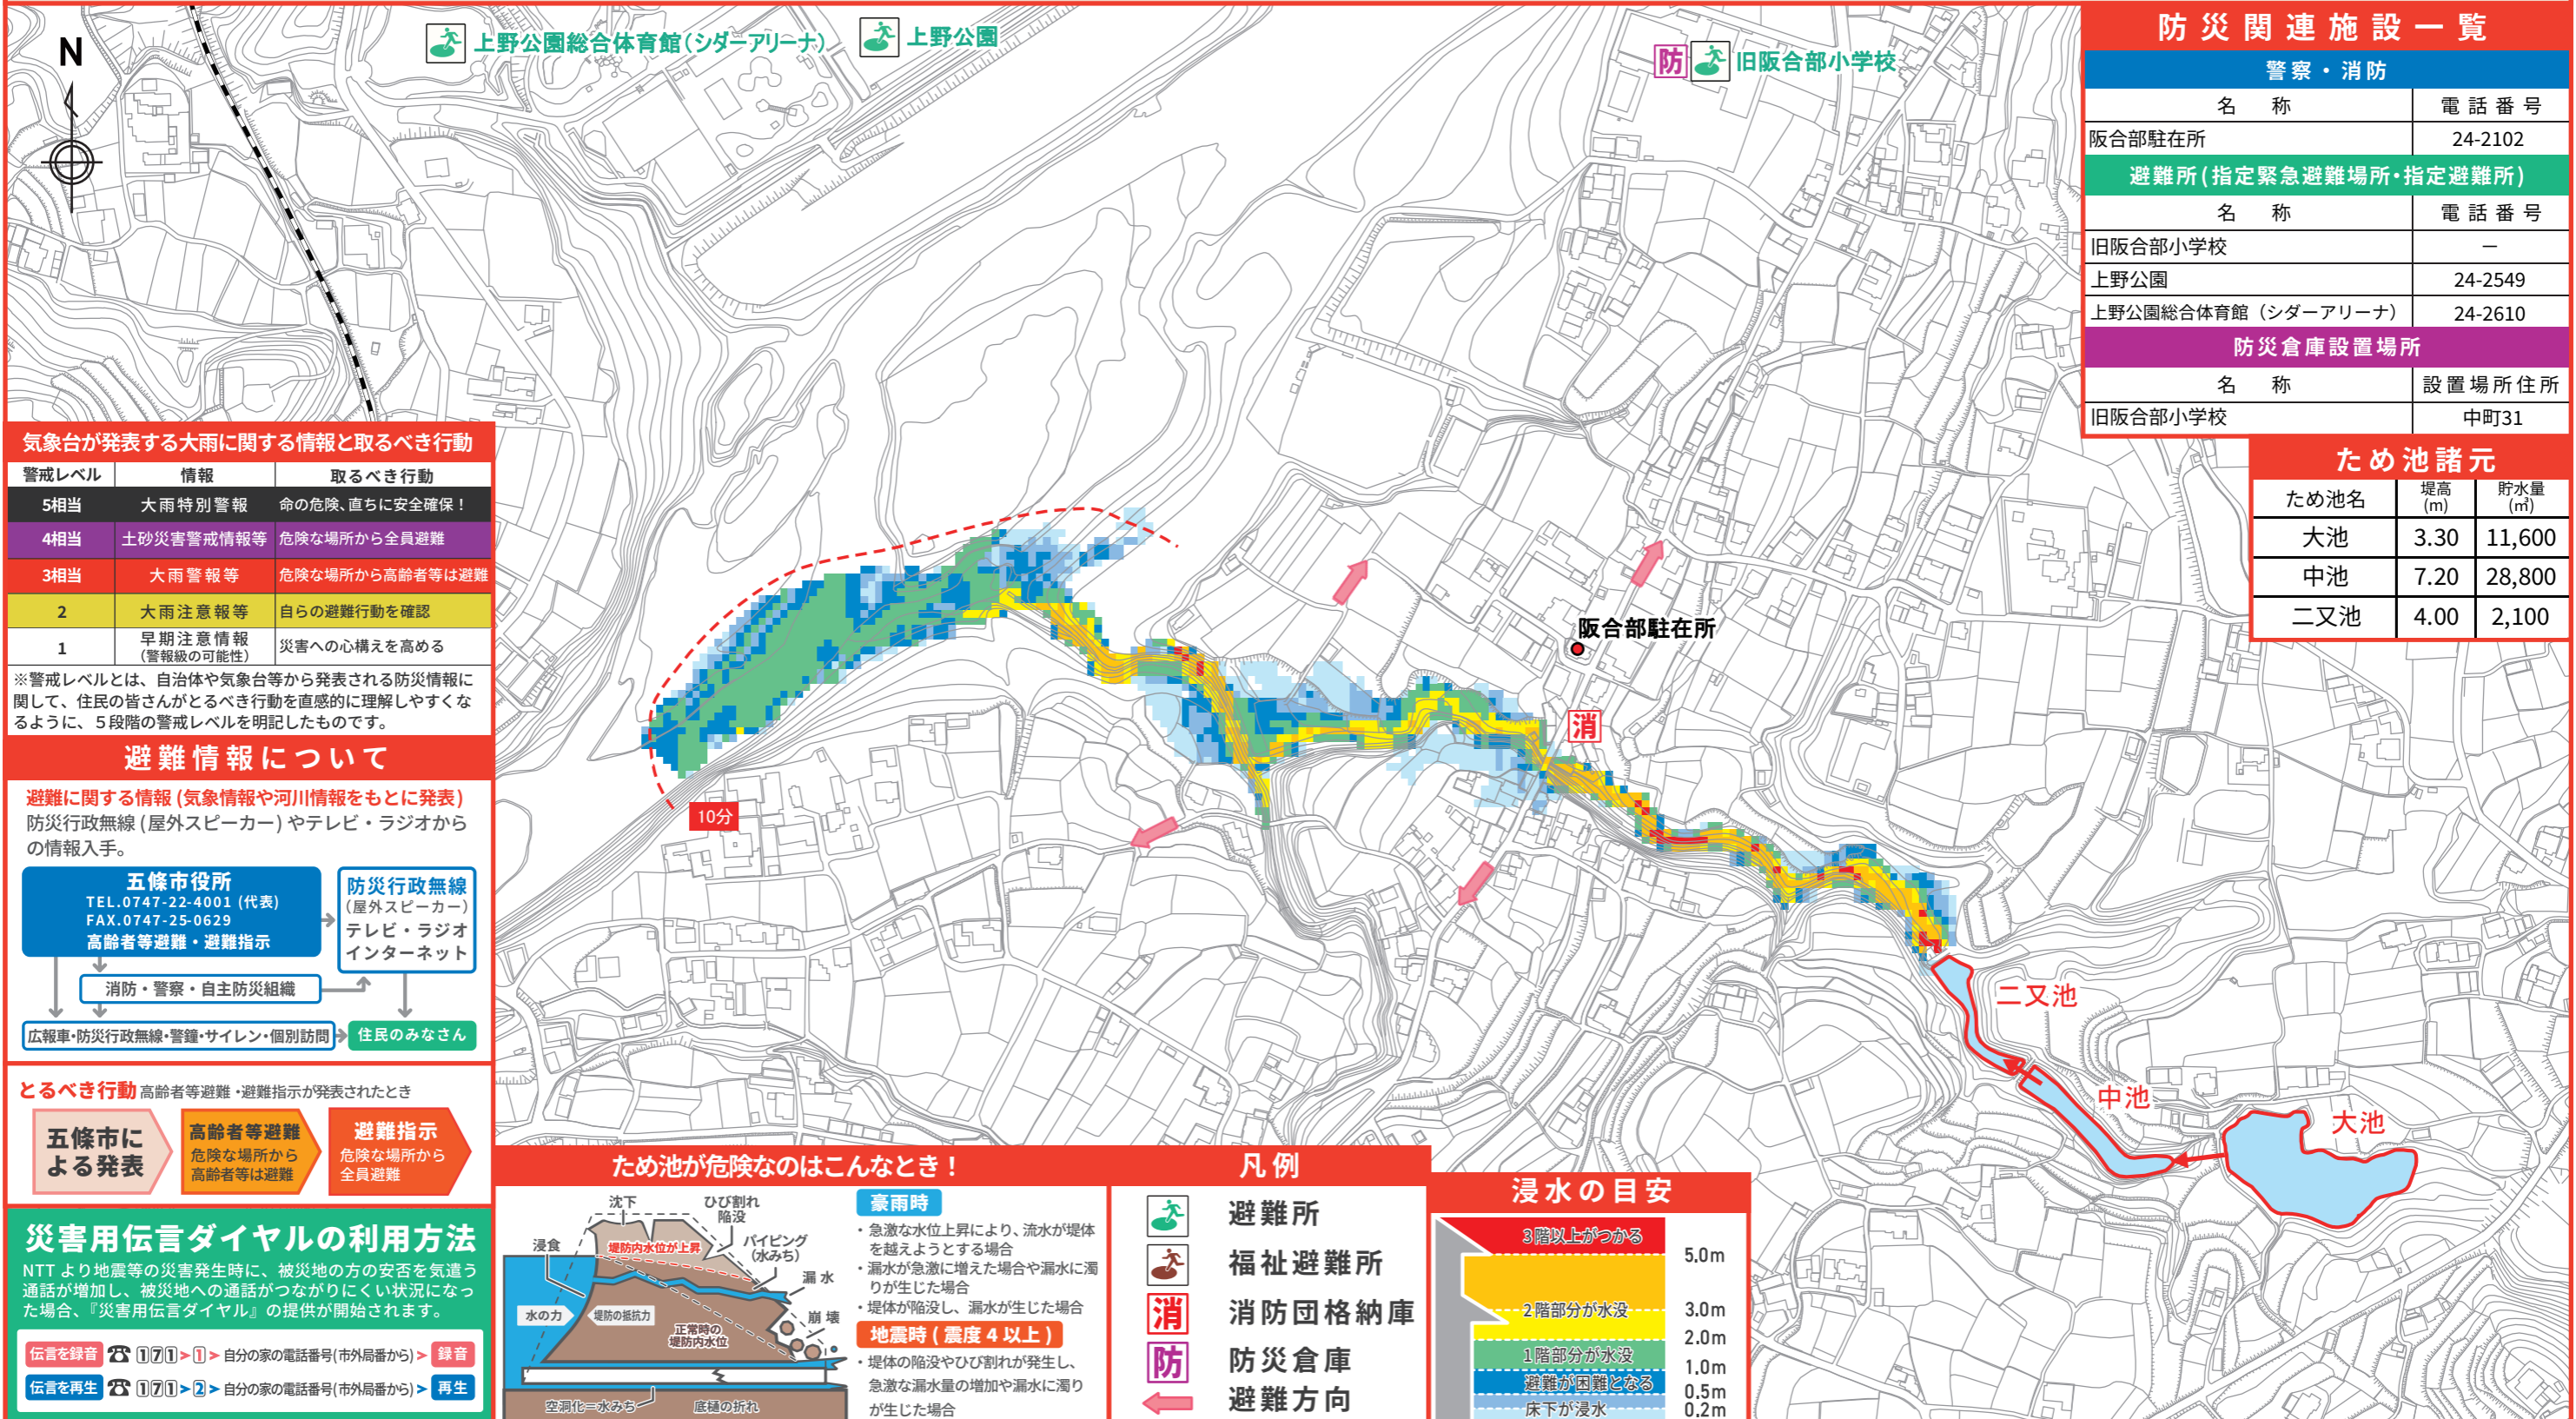 N
上野公園総合体育館(シダーアリーナ)
上野公園
防
旧阪合部小学校
防災関連施設一覧
警察・消防
名 称 電話番号
阪合部駐在所 24-2102
避難所(指定緊急避難場所・指定避難所)
名 称 電話番号
旧阪合部小学校 －
上野公園 24-2549
上野公園総合体育館（シダーアリーナ） 24-2610
防災倉庫設置場所
名 称 設置場所住所
旧阪合部小学校 中町31
ため池諸元
ため池名 堤高(m) 貯水量(㎥)
大池 3.30 11,600
中池 7.20 28,800
二又池 4.00 2,100
気象台が発表する大雨に関する情報と取るべき行動
警戒レベル 情報 取るべき行動
5相当 大雨特別警報 命の危険、直ちに安全確保！
4相当 土砂災害警戒情報等 危険な場所から全員避難
3相当 大雨警報等 危険な場所から高齢者等は避難
2 大雨注意報等 自らの避難行動を確認
1 早期注意情報(警報級の可能性) 災害への心構えを高める
※警戒レベルとは、自治体や気象台等から発表される防災情報に
関して、住民の皆さんがとるべき行動を直感的に理解しやすくな
るように、５段階の警戒レベルを明記したものです。
避難情報について
避難に関する情報(気象情報や河川情報をもとに発表)
防災行政無線(屋外スピーカー)やテレビ・ラジオから
の情報入手。
五條市役所
TEL.0747-22-4001 (代表)
FAX.0747-25-0629
高齢者等避難・避難指示
防災行政無線
(屋外スピーカー)
テレビ・ラジオ
インターネット
消防・警察・自主防災組織
広報車・防災行政無線・警鐘・サイレン・個別訪問
住民のみなさん
とるべき行動 高齢者等避難・避難指示が発表されたとき
五條市に
よる発表
高齢者等避難
危険な場所から
高齢者等は避難
避難指示
危険な場所から
全員避難
災害用伝言ダイヤルの利用方法
NTTより地震等の災害発生時に、被災地の方の安否を気遣う
通話が増加し、被災地への通話がつながりにくい状況になっ
た場合、『災害用伝言ダイヤル』の提供が開始されます。
伝言を録音 ☎ 171 > 1 > 自分の家の電話番号(市外局番から) > 録音
伝言を再生 ☎ 171 > 2 > 自分の家の電話番号(市外局番から) > 再生
阪合部駐在所
消
10分
二又池
中池
大池
ため池が危険なのはこんなとき！
沈下
ひび割れ
陥没
浸食
堤防内水位が上昇
パイピング
(水みち)
漏水
水の力
堤防の抵抗力
正常時の
堤防内水位
崩壊
空洞化＝水みち
底樋の折れ
豪雨時
・急激な水位上昇により、流水が堤体
を越えようとする場合
・漏水が急激に増えた場合や漏水に濁
りが生じた場合
・堤体が陥没し、漏水が生じた場合
地震時(震度4以上)
・堤体の陥没やひび割れが発生し、
急激な漏水量の増加や漏水に濁り
が生じた場合
凡例
避難所
福祉避難所
消 消防団格納庫
防 防災倉庫
避難方向
浸水の目安
3階以上がつかる
5.0m
2階部分が水没
3.0m
2.0m
1階部分が水没
1.0m
避難が困難となる
0.5m
床下が浸水
0.2m